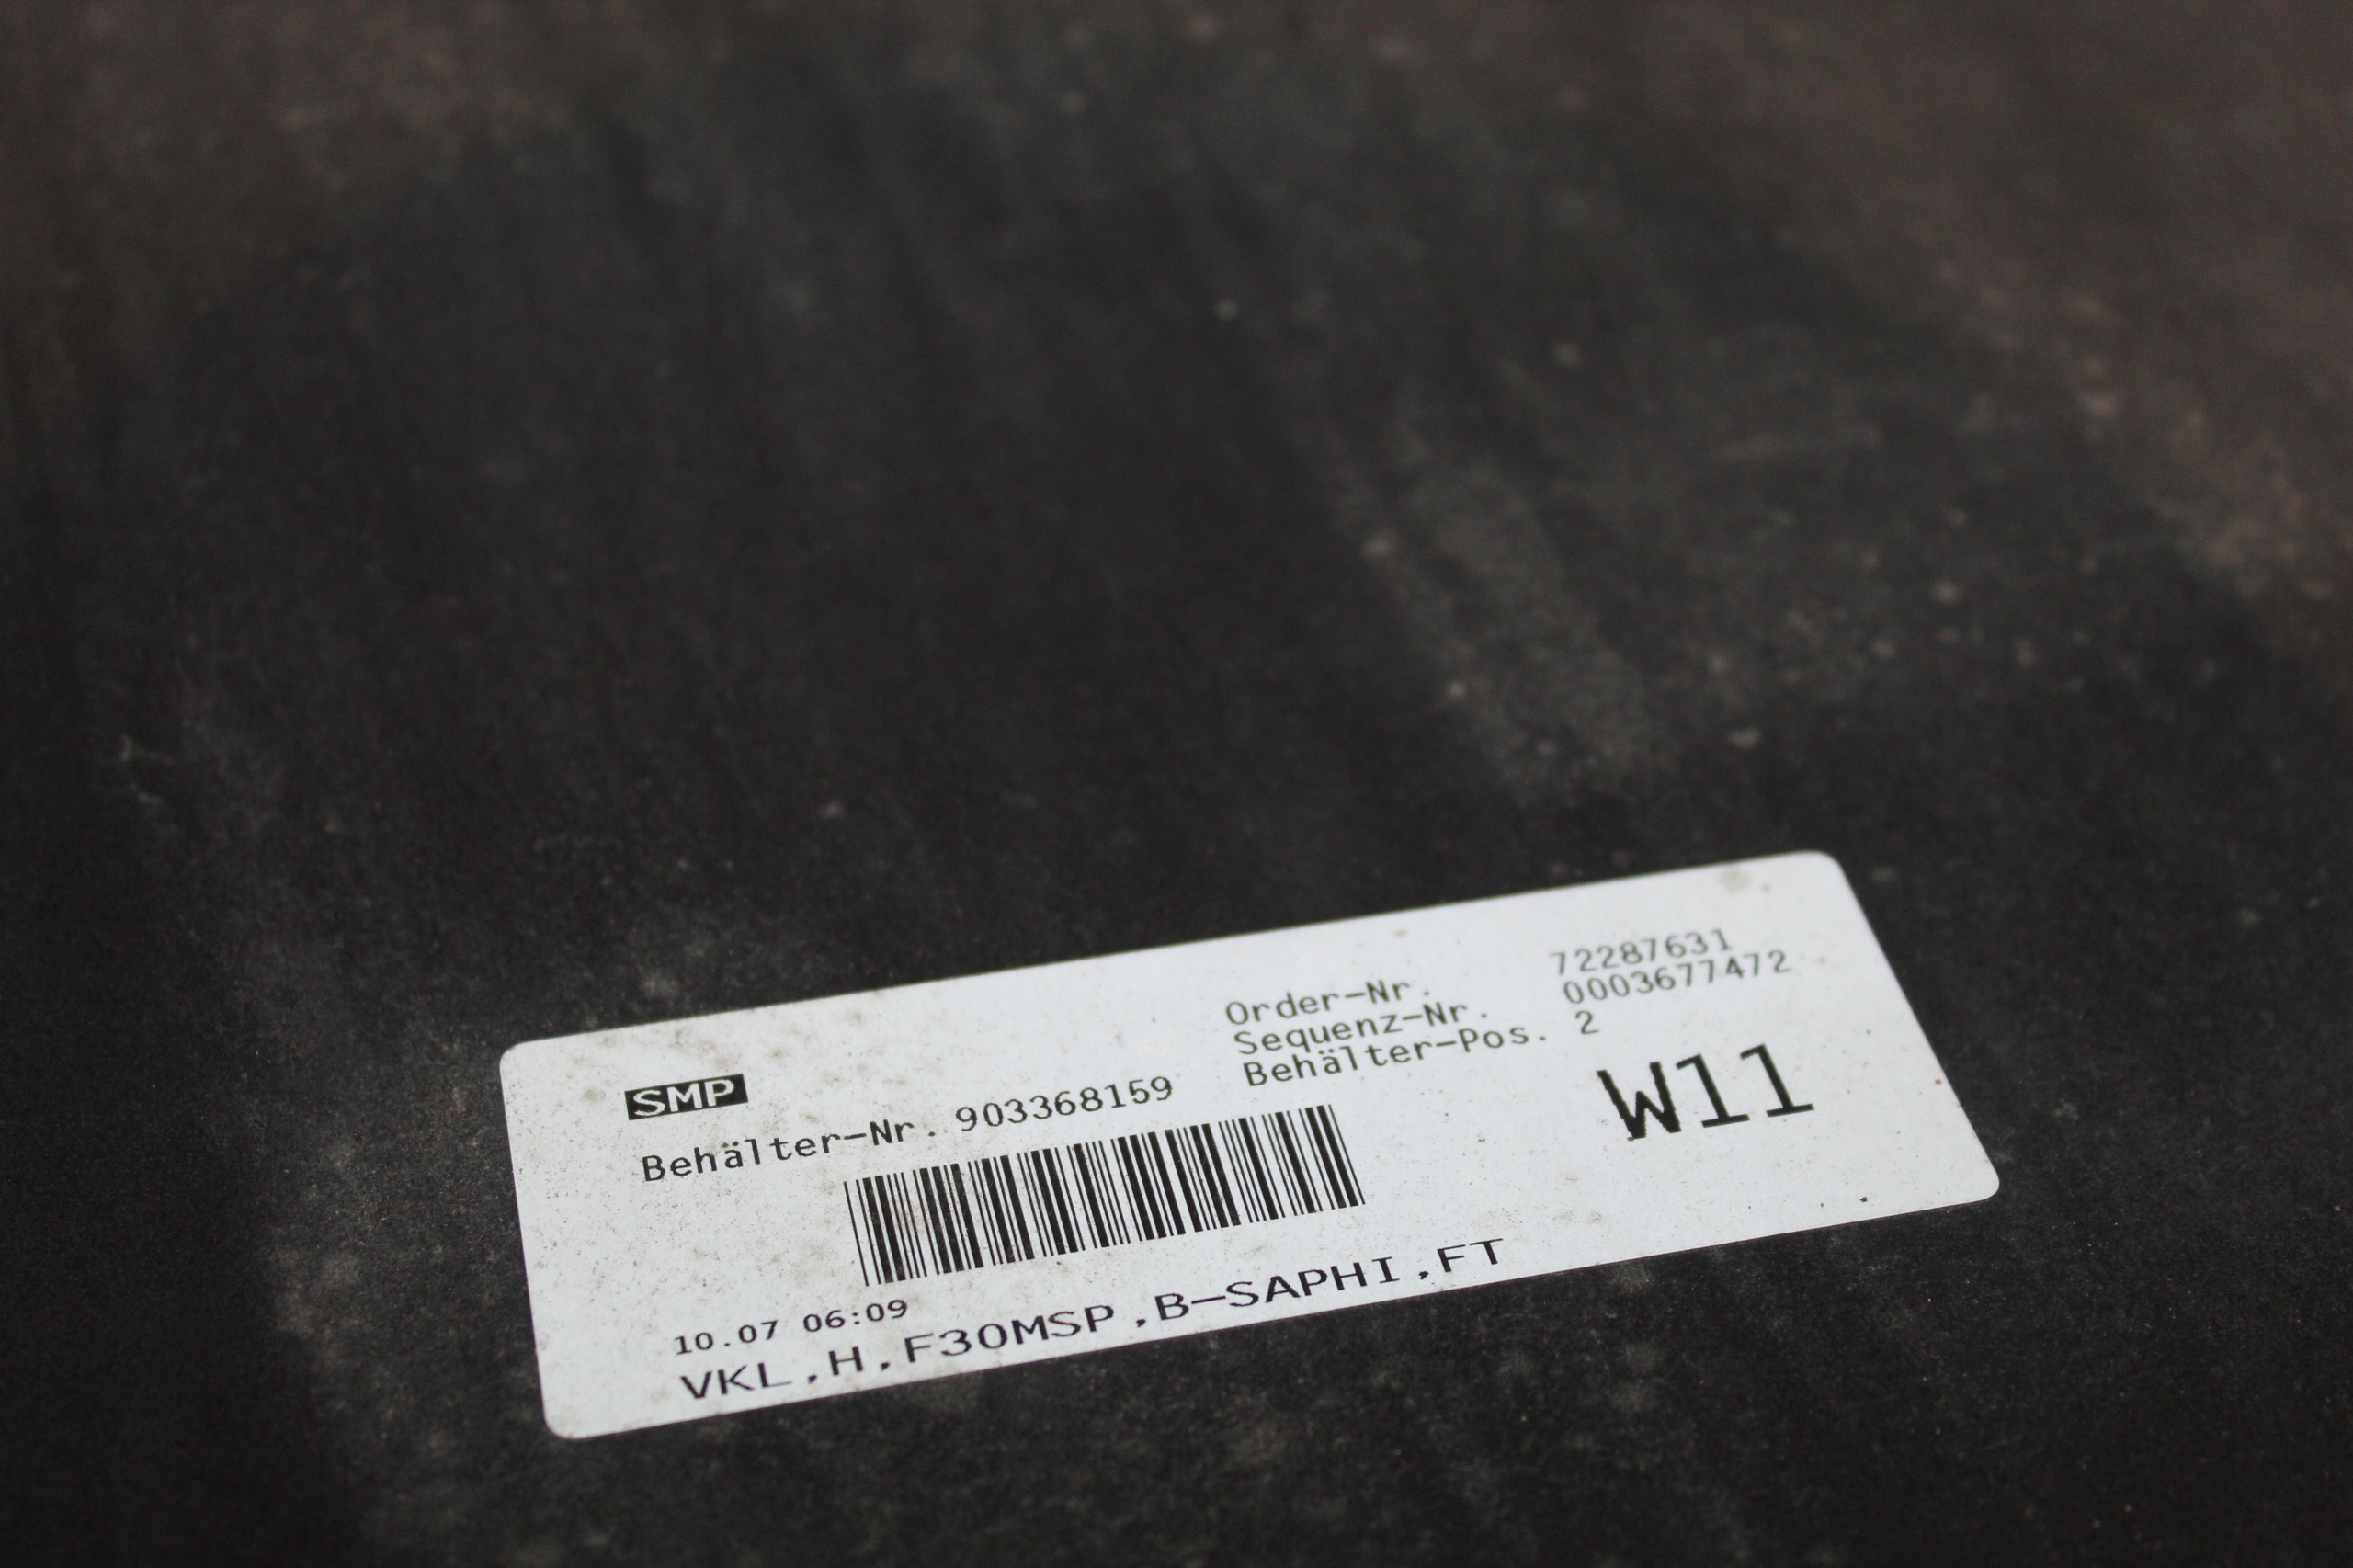 SMP
Behälter-Nr. 903368159
Order-Nr. 72287631
Sequenz-Nr. 0003677472
Behälter-Pos. 2
W11
10.07 06:09
VKL,H,F30MSP,B-SAPHI,FT